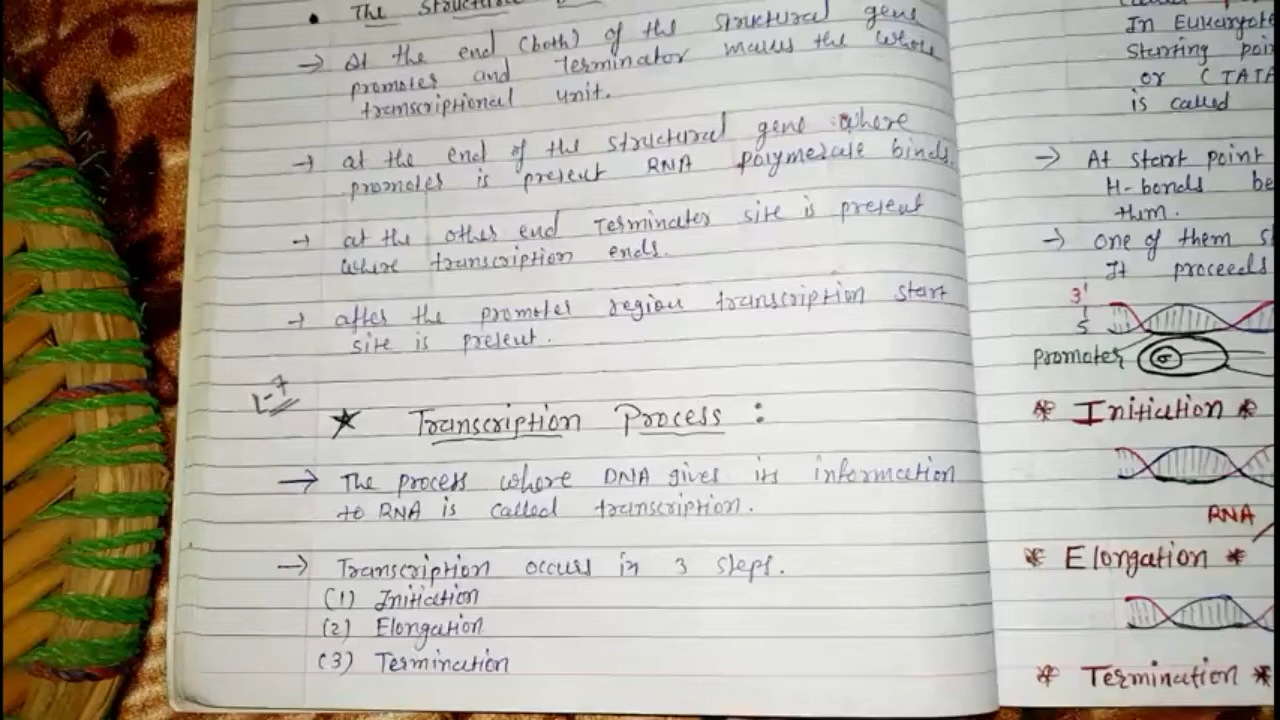 • The Structure
→ At the end (both) of the structural gene
promoter and Terminator makes the whole
transcriptional unit.
→ at the end of the structural gene where
promoter is present RNA polymerase binds.
→ at the other end Terminater site is present
where transcription ends.
→ after the promoter region transcription start
site is present.
L-7
★ Transcription Process :
→ The process where DNA gives its information
to RNA is called transcription.
→ Transcription occurs in 3 steps.
(1) Initiation
(2) Elongation
(3) Termination
In Eukaryote
Starting poi
or (TATA
is called
→ At start point
H-bonds be
them.
→ one of them s
It proceeds
3'
5
promoter
σ
* Initiation *
RNA
* Elongation *
* Termination *